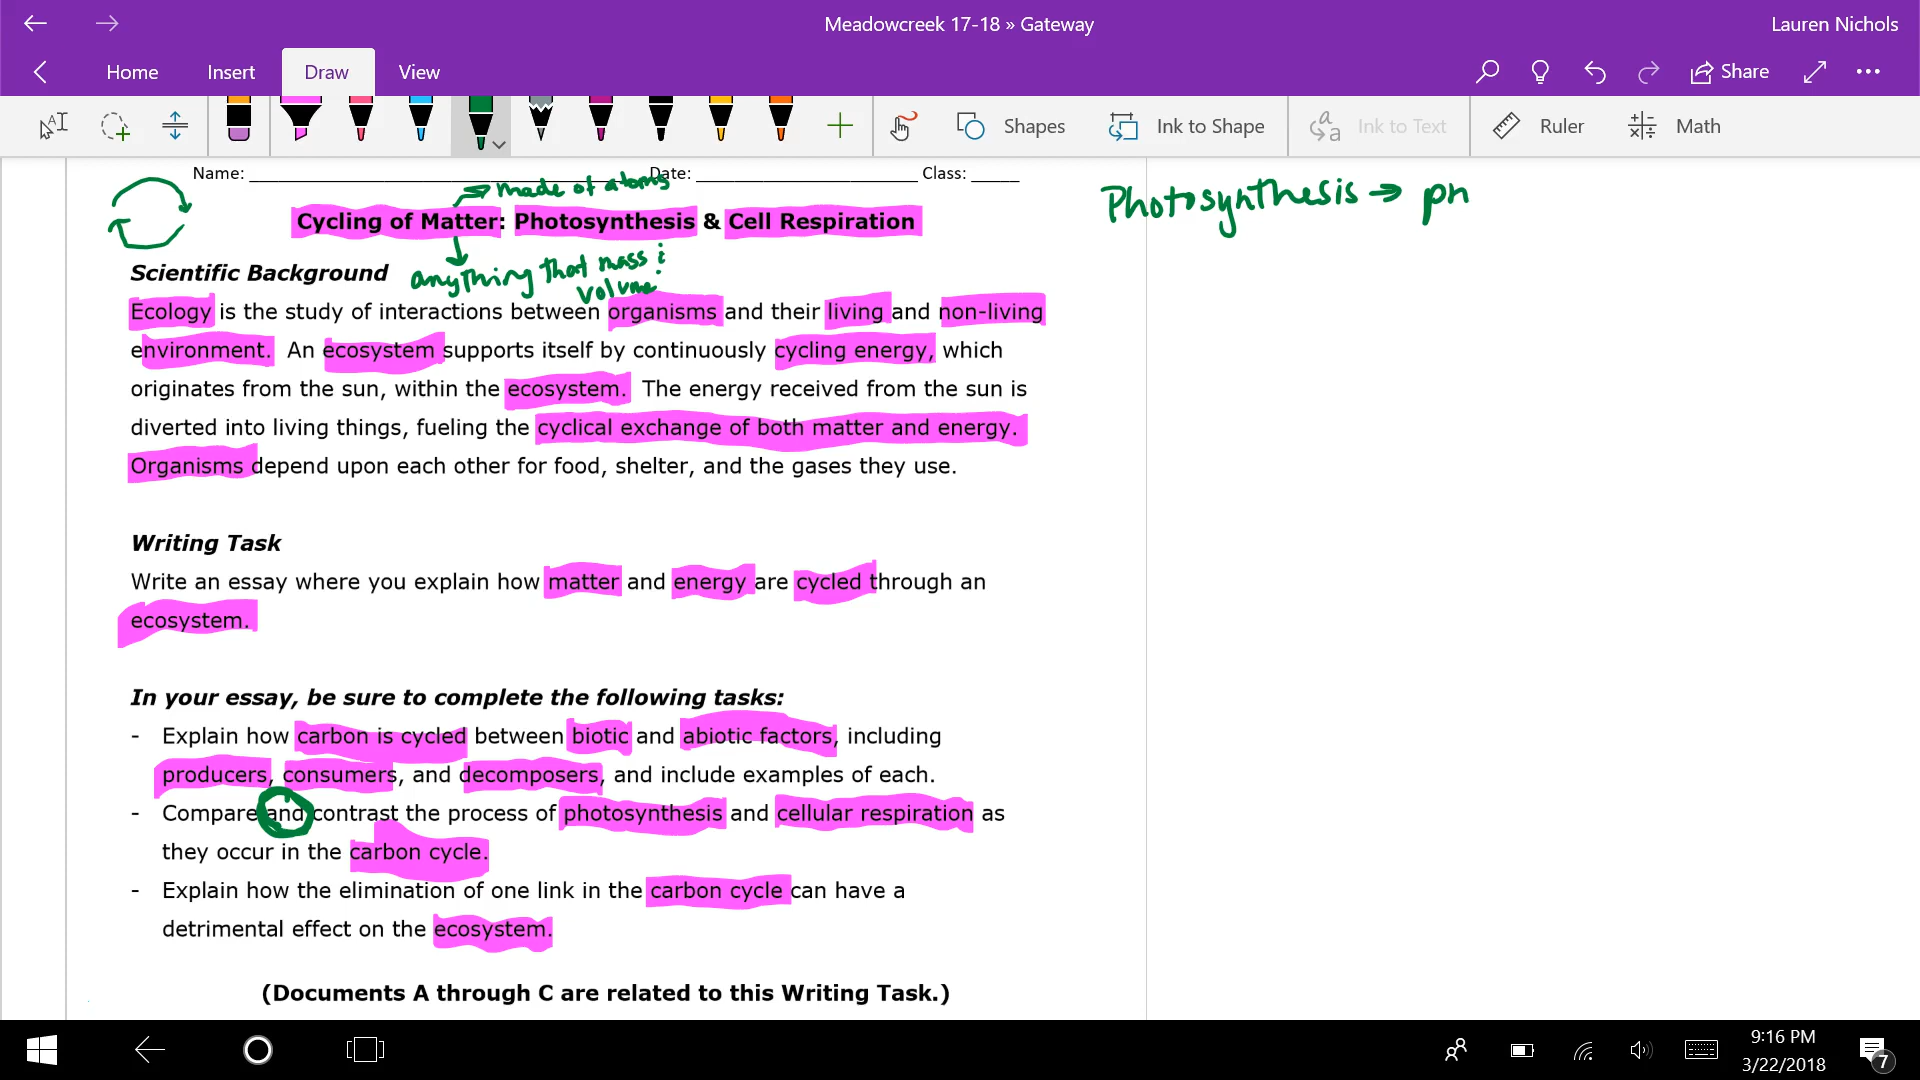 Meadowcreek 17-18 » Gateway
Lauren Nichols
Home Insert Draw View
Share
Shapes Ink to Shape Ink to Text Ruler Math
Name: ______ Date: ______ Class: _____
→ made of atoms
Cycling of Matter: Photosynthesis & Cell Respiration
Photosynthesis → pn
anything that mass &
volume
Scientific Background
Ecology is the study of interactions between organisms and their living and non-living
environment. An ecosystem supports itself by continuously cycling energy, which
originates from the sun, within the ecosystem. The energy received from the sun is
diverted into living things, fueling the cyclical exchange of both matter and energy.
Organisms depend upon each other for food, shelter, and the gases they use.
Writing Task
Write an essay where you explain how matter and energy are cycled through an
ecosystem.
In your essay, be sure to complete the following tasks:
- Explain how carbon is cycled between biotic and abiotic factors, including
producers, consumers, and decomposers, and include examples of each.
- Compare and contrast the process of photosynthesis and cellular respiration as
they occur in the carbon cycle.
- Explain how the elimination of one link in the carbon cycle can have a
detrimental effect on the ecosystem.
(Documents A through C are related to this Writing Task.)
9:16 PM
3/22/2018
7